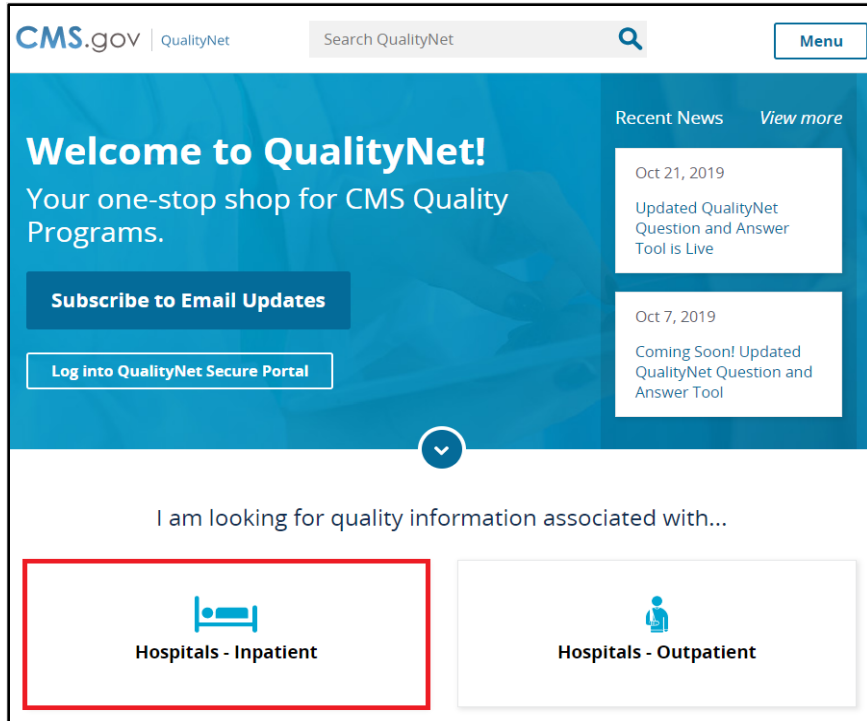 CMS.gov QualityNet
Search QualityNet
Menu
Welcome to QualityNet!
Your one-stop shop for CMS Quality
Programs.
Subscribe to Email Updates
Log into QualityNet Secure Portal
Recent News View more
Oct 21, 2019
Updated QualityNet
Question and Answer
Tool is Live
Oct 7, 2019
Coming Soon! Updated
QualityNet Question and
Answer Tool
I am looking for quality information associated with...
Hospitals - Inpatient
Hospitals - Outpatient